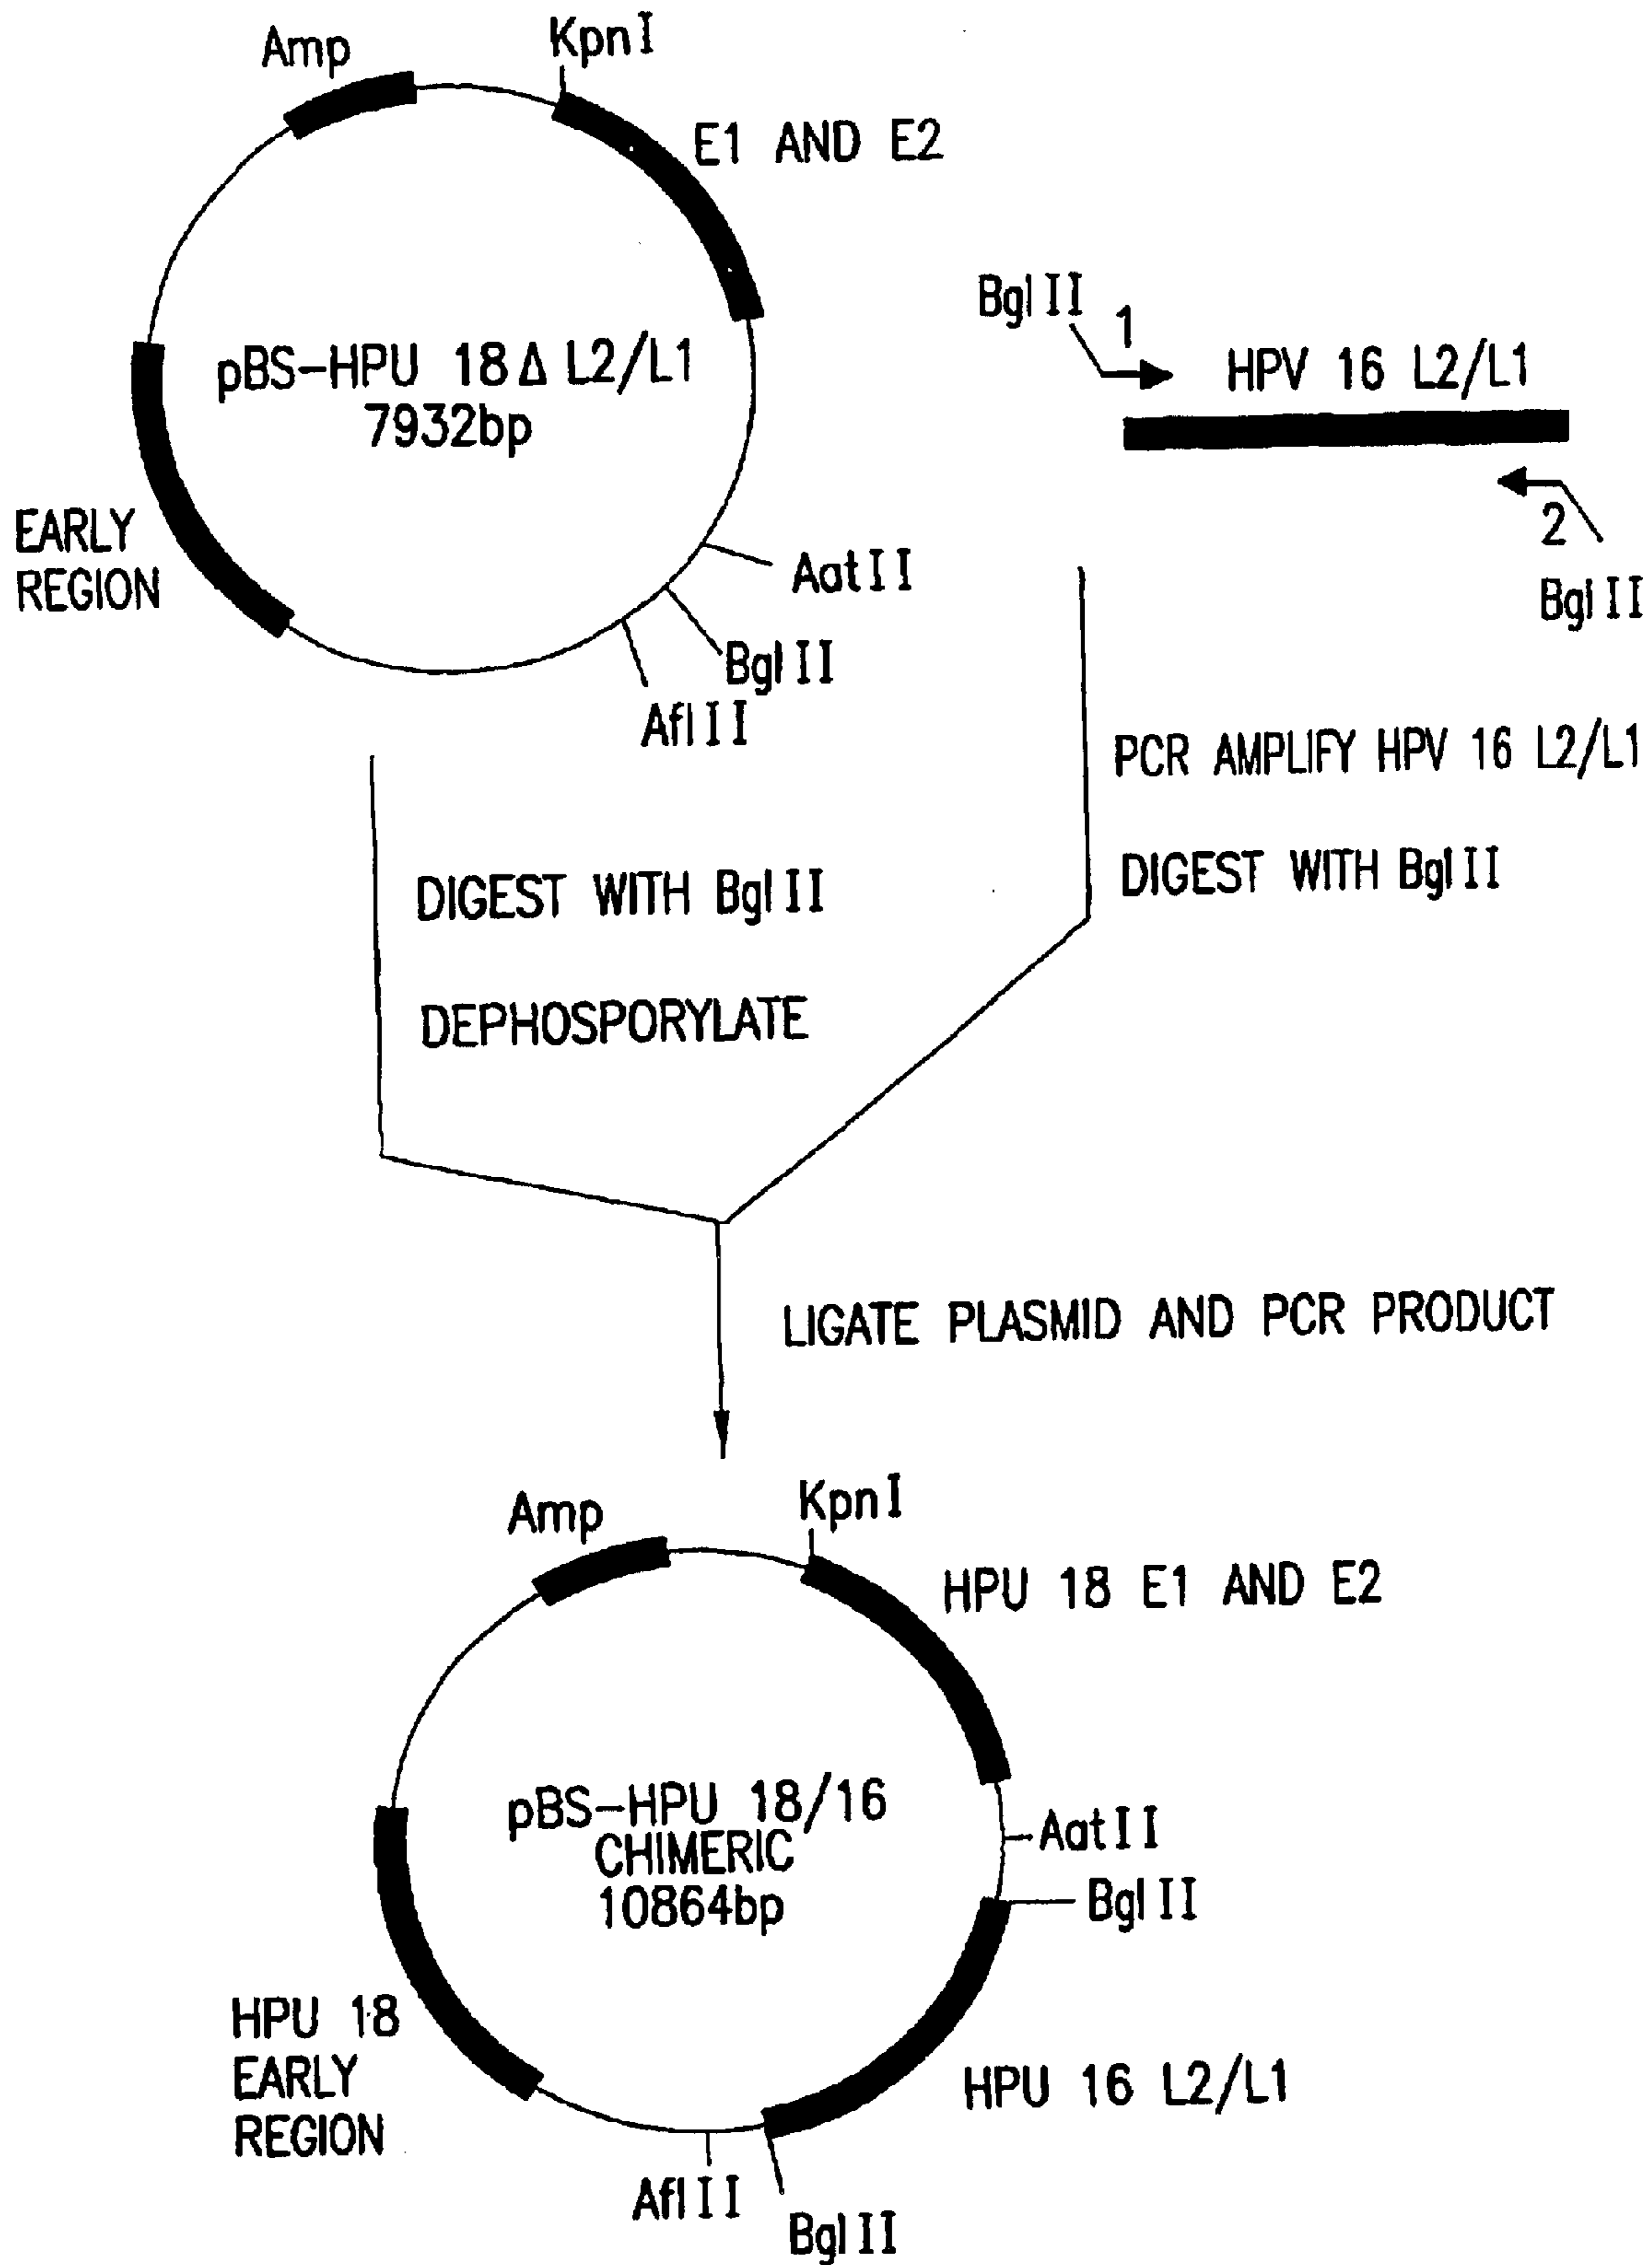 Amp
KpnI
E1 AND E2
pBS-HPU 18Δ L2/L1
7932bp
EARLY
REGION
AatII
BglII
AflII
BglII
1
HPV 16 L2/L1
2
BglII
PCR AMPLIFY HPV 16 L2/L1
DIGEST WITH BglII
DIGEST WITH BglII
DEPHOSPORYLATE
LIGATE PLASMID AND PCR PRODUCT
Amp
KpnI
HPU 18 E1 AND E2
pBS-HPU 18/16
CHIMERIC
10864bp
AatII
BglII
HPU 18
EARLY
REGION
HPU 16 L2/L1
AflII
BglII